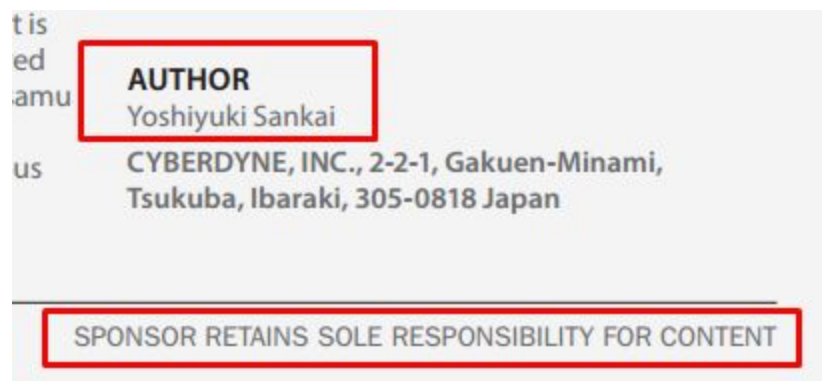 t is
ed
amu
us
AUTHOR
Yoshiyuki Sankai
CYBERDYNE, INC., 2-2-1, Gakuen-Minami,
Tsukuba, Ibaraki, 305-0818 Japan
SPONSOR RETAINS SOLE RESPONSIBILITY FOR CONTENT